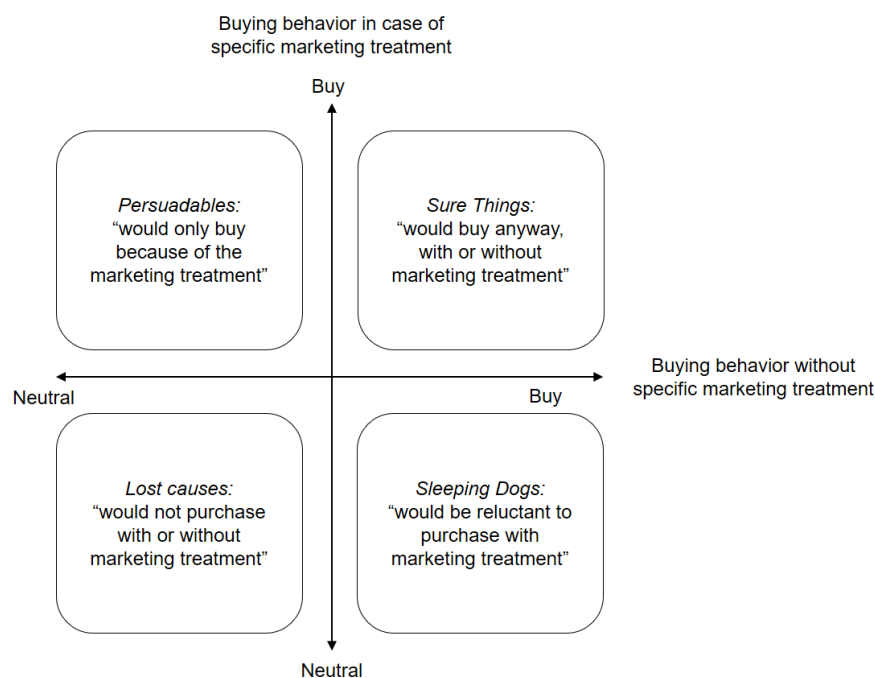 Buying behavior in case of
specific marketing treatment
Buy
Persuadables:
“would only buy
because of the
marketing treatment”
Sure Things:
“would buy anyway,
with or without
marketing treatment”
Buying behavior without
specific marketing treatment
Neutral
Buy
Lost causes:
“would not purchase
with or without
marketing treatment”
Sleeping Dogs:
“would be reluctant to
purchase with
marketing treatment”
Neutral